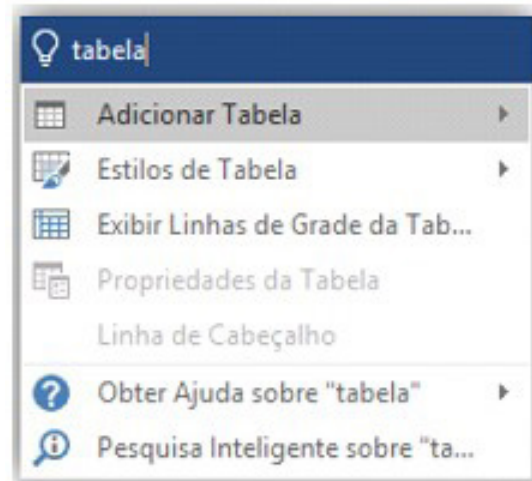 tabela
Adicionar Tabela
Estilos de Tabela
Exibir Linhas de Grade da Tab...
Propriedades da Tabela
Linha de Cabeçalho
Obter Ajuda sobre "tabela"
Pesquisa Inteligente sobre "ta...